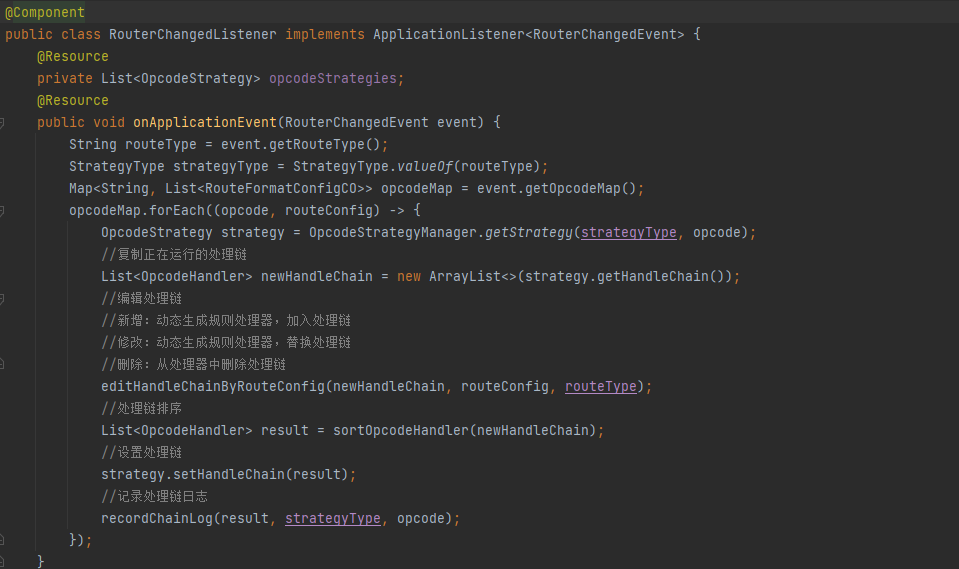 @Component
public class RouterChangedListener implements ApplicationListener<RouterChangedEvent> {
    @Resource
    private List<OpcodeStrategy> opcodeStrategies;
    @Resource
    public void onApplicationEvent(RouterChangedEvent event) {
        String routeType = event.getRouteType();
        StrategyType strategyType = StrategyType.valueOf(routeType);
        Map<String, List<RouteFormatConfigCO>> opcodeMap = event.getOpcodeMap();
        opcodeMap.forEach((opcode, routeConfig) -> {
            OpcodeStrategy strategy = OpcodeStrategyManager.getStrategy(strategyType, opcode);
            //复制正在运行的处理链
            List<OpcodeHandler> newHandleChain = new ArrayList<>(strategy.getHandleChain());
            //编辑处理链
            //新增：动态生成规则处理器，加入处理链
            //修改：动态生成规则处理器，替换处理链
            //删除：从处理器中删除处理链
            editHandleChainByRouteConfig(newHandleChain, routeConfig, routeType);
            //处理链排序
            List<OpcodeHandler> result = sortOpcodeHandler(newHandleChain);
            //设置处理链
            strategy.setHandleChain(result);
            //记录处理链日志
            recordChainLog(result, strategyType, opcode);
        });
    }